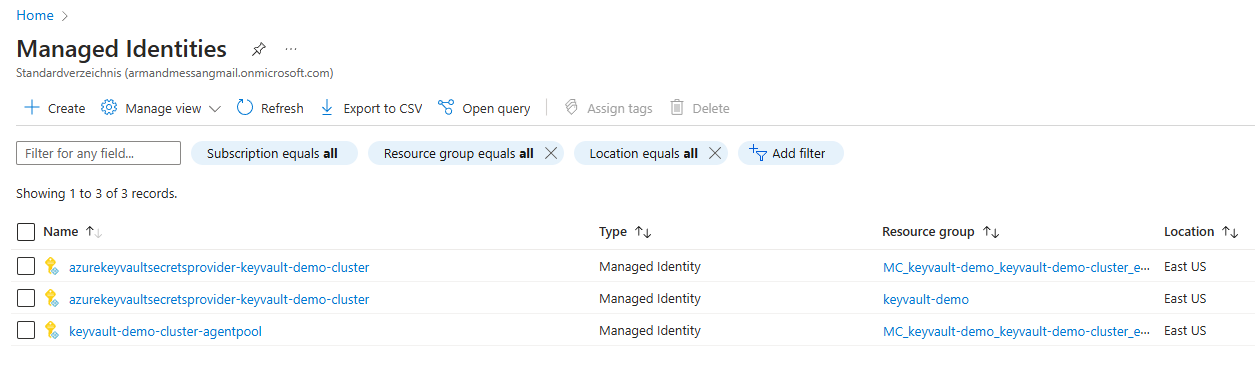 Home
Managed Identities
Standardverzeichnis (armandmessangmail.onmicrosoft.com)
Create Manage view Refresh Export to CSV Open query Assign tags Delete
Filter for any field... Subscription equals all Resource group equals all Location equals all Add filter
Showing 1 to 3 of 3 records.
Name Type Resource group Location
azurekeyvaultsecretsprovider-keyvault-demo-cluster Managed Identity MC_keyvault-demo_keyvault-demo-cluster_e... East US
azurekeyvaultsecretsprovider-keyvault-demo-cluster Managed Identity keyvault-demo East US
keyvault-demo-cluster-agentpool Managed Identity MC_keyvault-demo_keyvault-demo-cluster_e... East US